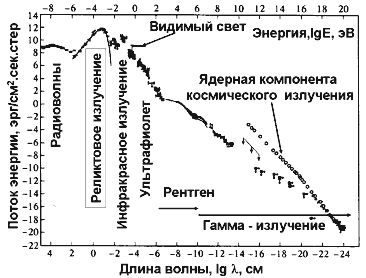 −8 −6 −4 −2 0 2 4 6 8 10 12 14 16 18 20
Видимый свет
Энергия,lgE, эВ
Ядерная компонента
космического излучения
Поток энергии, эрг/см².сек.стер
12
10
8
6
4
2
0
−2
−4
−6
−8
−10
−12
−14
−16
−18
−20
−22
Радиоволны
Реликтовое излучение
Инфракрасное излучение
Ультрафиолет
Рентген
Гамма - излучение
4 2 0 −2 −4 −6 −8 −10 −12 −14 −16 −18 −20 −22 −24
Длина волны, lg λ, см